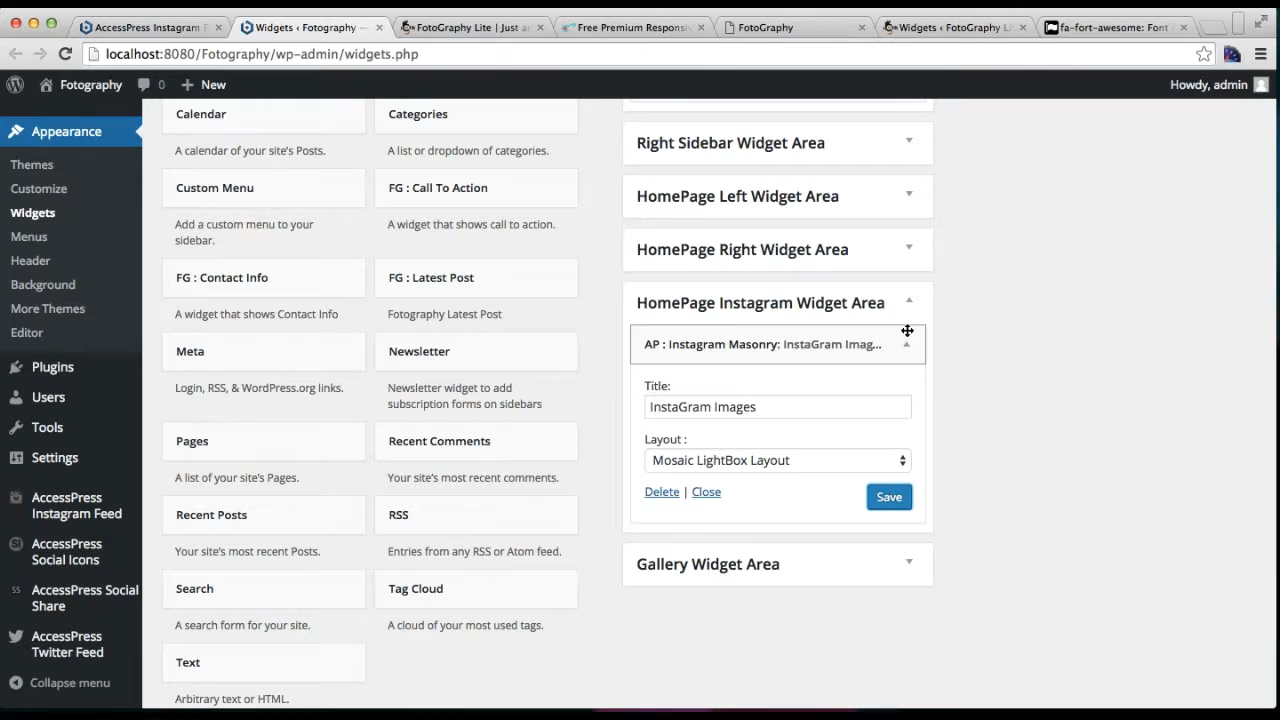 AccessPress Instagram F
Widgets ‹ Fotography —
FotoGraphy Lite | Just an
Free Premium Responsiv
FotoGraphy
Widgets ‹ FotoGraphy Li
fa-fort-awesome: Font A
localhost:8080/Fotography/wp-admin/widgets.php
Fotography
0
New
Howdy, admin
Appearance
Themes
Customize
Widgets
Menus
Header
Background
More Themes
Editor
Plugins
Users
Tools
Settings
AccessPress
Instagram Feed
AccessPress
Social Icons
AccessPress Social
Share
AccessPress
Twitter Feed
Collapse menu
Calendar
A calendar of your site's Posts.
Categories
A list or dropdown of categories.
Custom Menu
Add a custom menu to your
sidebar.
FG : Call To Action
A widget that shows call to action.
FG : Contact Info
A widget that shows Contact Info
FG : Latest Post
Fotography Latest Post
Meta
Login, RSS, & WordPress.org links.
Newsletter
Newsletter widget to add
subscription forms on sidebars
Pages
A list of your site's Pages.
Recent Comments
Your site's most recent comments.
Recent Posts
Your site's most recent Posts.
RSS
Entries from any RSS or Atom feed.
Search
A search form for your site.
Tag Cloud
A cloud of your most used tags.
Text
Arbitrary text or HTML.
Right Sidebar Widget Area
HomePage Left Widget Area
HomePage Right Widget Area
HomePage Instagram Widget Area
AP : Instagram Masonry: InstaGram Imag...
Title:
InstaGram Images
Layout :
Mosaic LightBox Layout
Delete | Close
Save
Gallery Widget Area